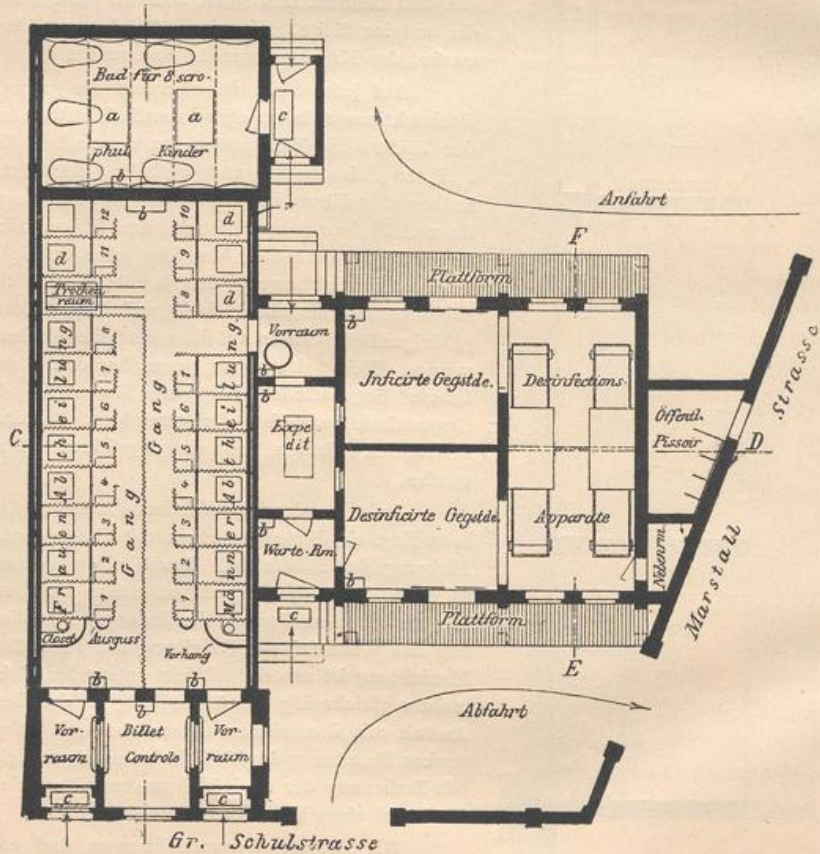 Bad für 8 scro-
phul. Kinder
a
a
b
c
b
12
11
10
9
8
d
d
d
Trocken
raum
8
7
6
5
4
3
2
1
7
6
5
4
3
2
1
Frauen Abtheilung
Gang
Gang
Männer Abtheilung
Closet
Ausguss
Vorhang
b
b
b
Vor-
raum
Billet
Controle
Vor-
raum
c
c
Gr. Schulstrasse
Anfahrt
F
Plattform
Vorraum
b
b
Inficirte Gegstde.
Desinfections-
Apparate
Exped
dit
b
Desinficirte Gegstde.
b
Warte-Rm
b
c
Plattform
E
Abfahrt
Öffentl.
Pissoir
Nebenrm.
C
D
Marstall Strasse